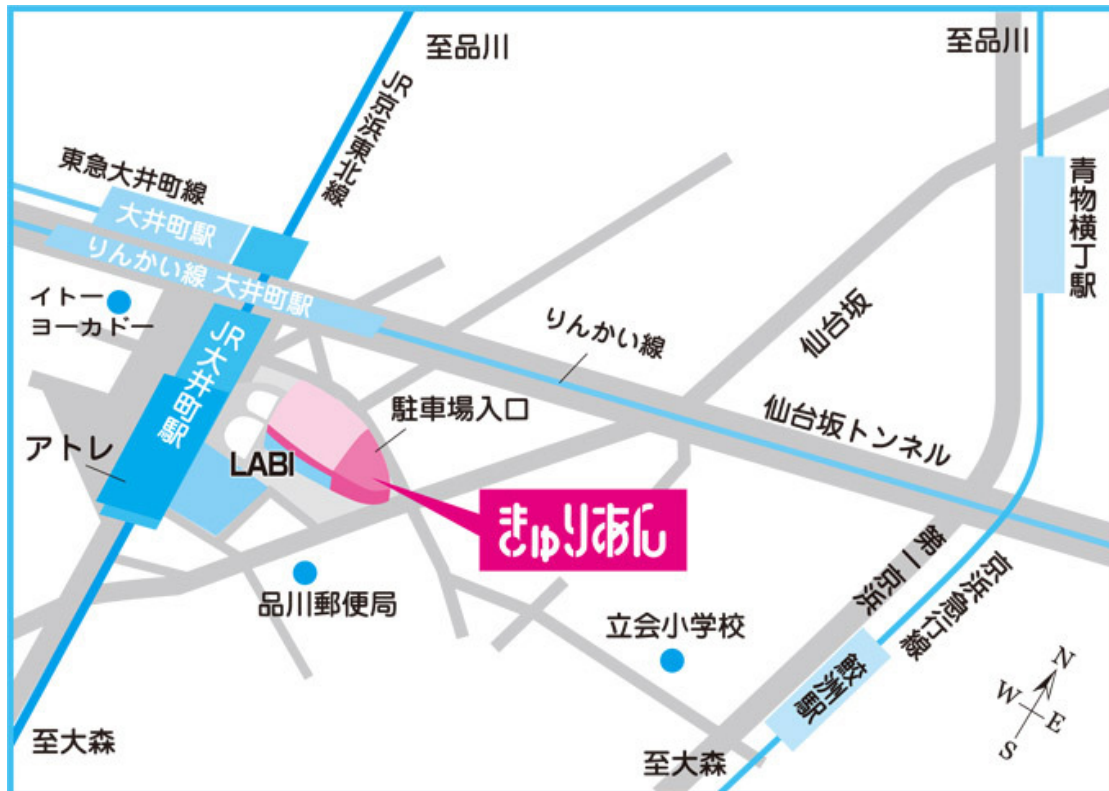 至品川
至品川
JR京浜東北線
東急大井町線
大井町駅
りんかい線 大井町駅
青物横丁駅
イトー
ヨーカドー
JR大井町駅
りんかい線
仙台坂
仙台坂トンネル
駐車場入口
アトレ
LABI
きゅりあん
第一京浜
京浜急行線
品川郵便局
立会小学校
鮫洲駅
N
W
E
S
至大森
至大森